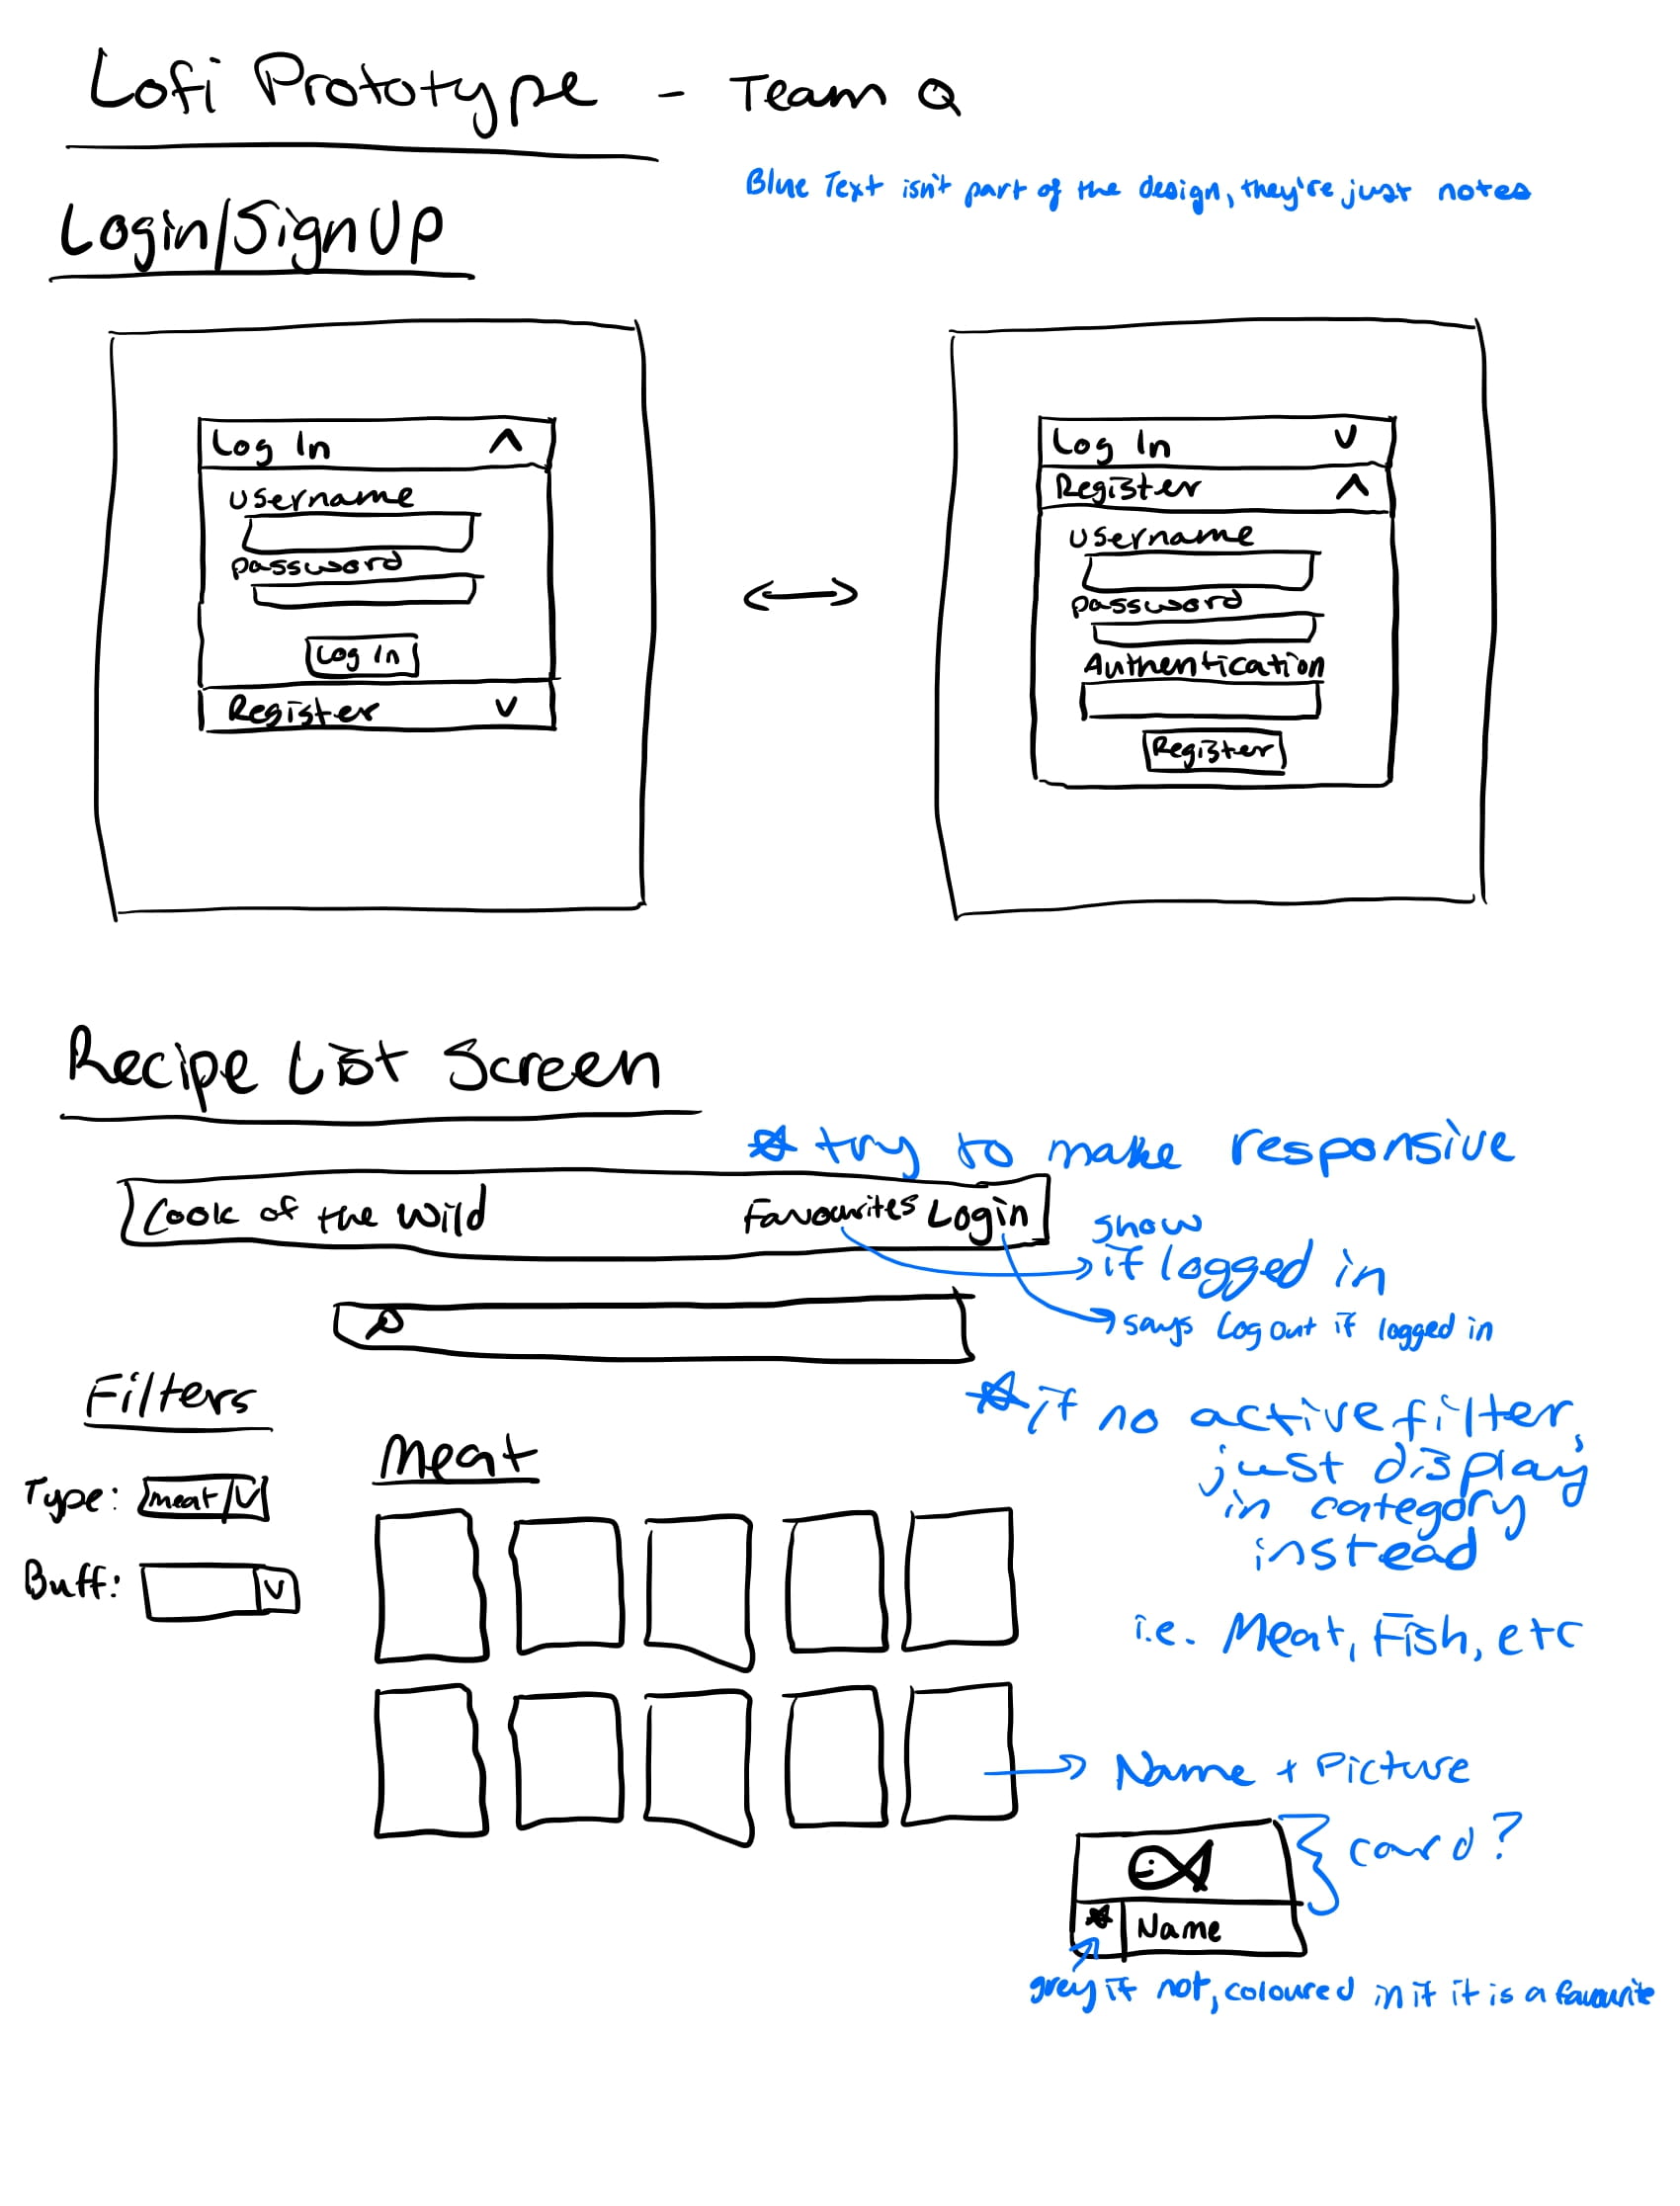 Lofi Prototype - Team Q
Blue Text isn't part of the design, they're just notes
Login/SignUp
Log In
username
password
Log In
Register
Log In
Register
username
password
Authentication
Register
Recipe List Screen
* try to make responsive
Cook of the Wild
Favourites Login
show
if logged in
says Log out if logged in
Filters
* if no active filter,
just display
in category
instead
i.e. Meat, Fish, etc
Meat
Type: meat
Buff:
Name + Picture
card?
* Name
grey if not, coloured in if it is a favourite